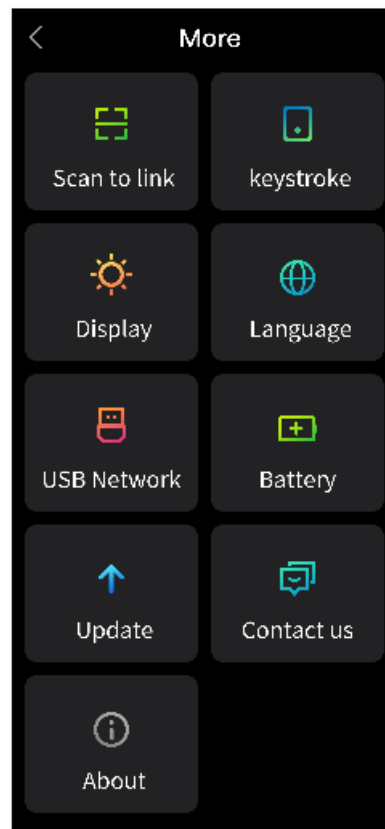 More
Scan to link
keystroke
Display
Language
USB Network
Battery
Update
Contact us
About